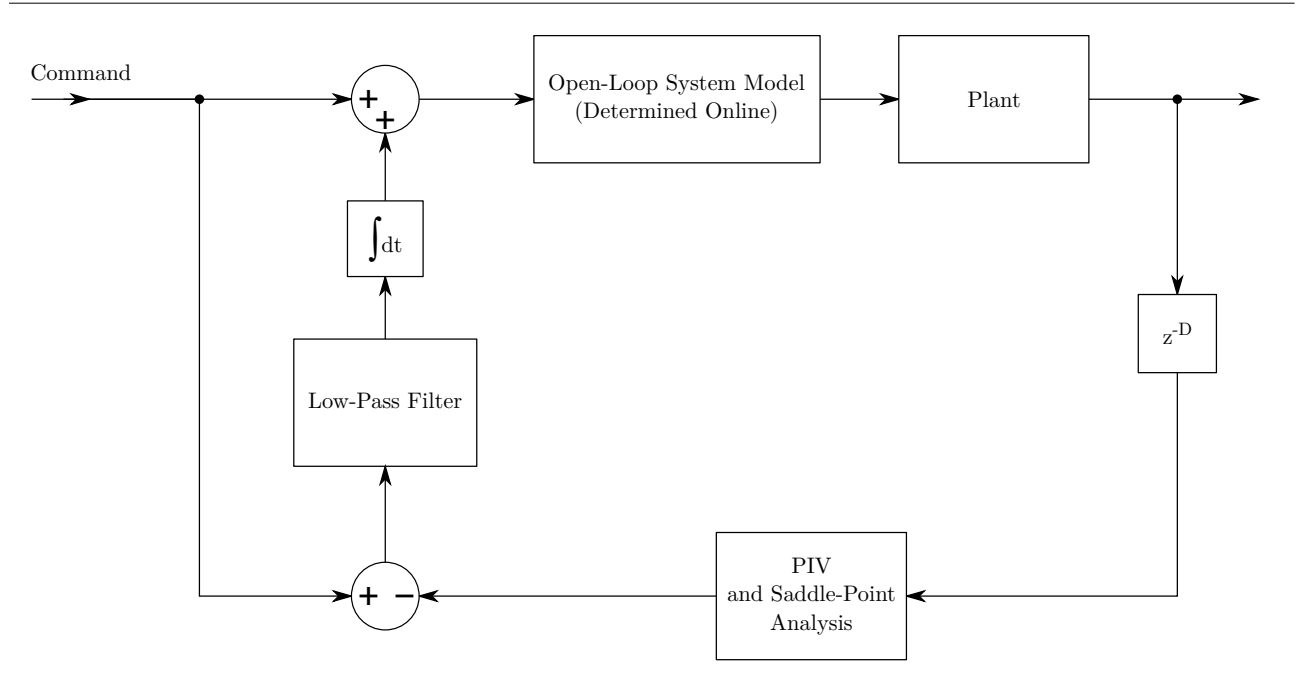 Command
+
+
Open-Loop System Model
(Determined Online)
Plant
∫dt
z-D
Low-Pass Filter
+ −
PIV
and Saddle-Point
Analysis